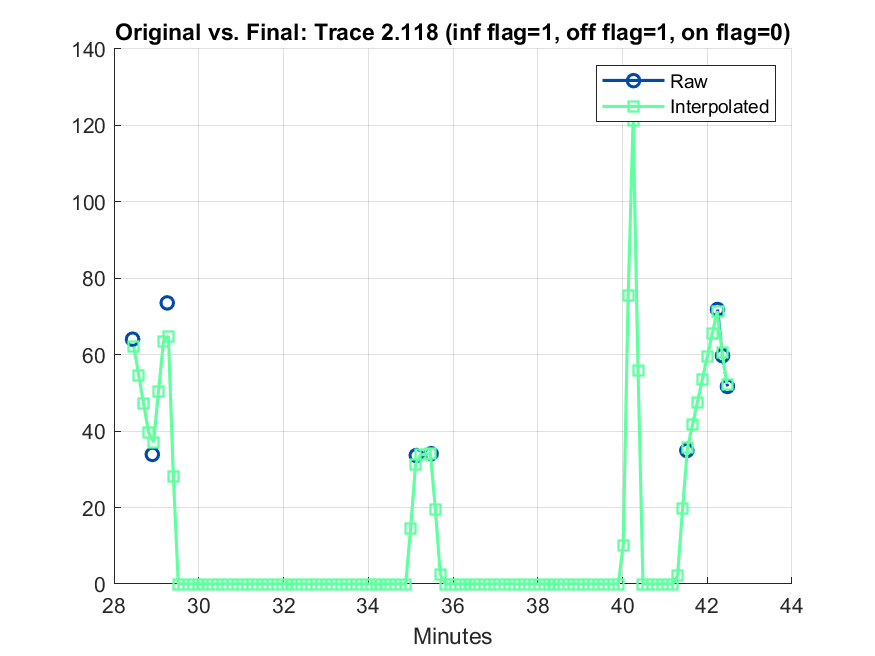 Original vs. Final: Trace 2.118 (inf flag=1, off flag=1, on flag=0)
140
120
100
80
60
40
20
0
Raw
Interpolated
28 30 32 34 36 38 40 42 44
Minutes